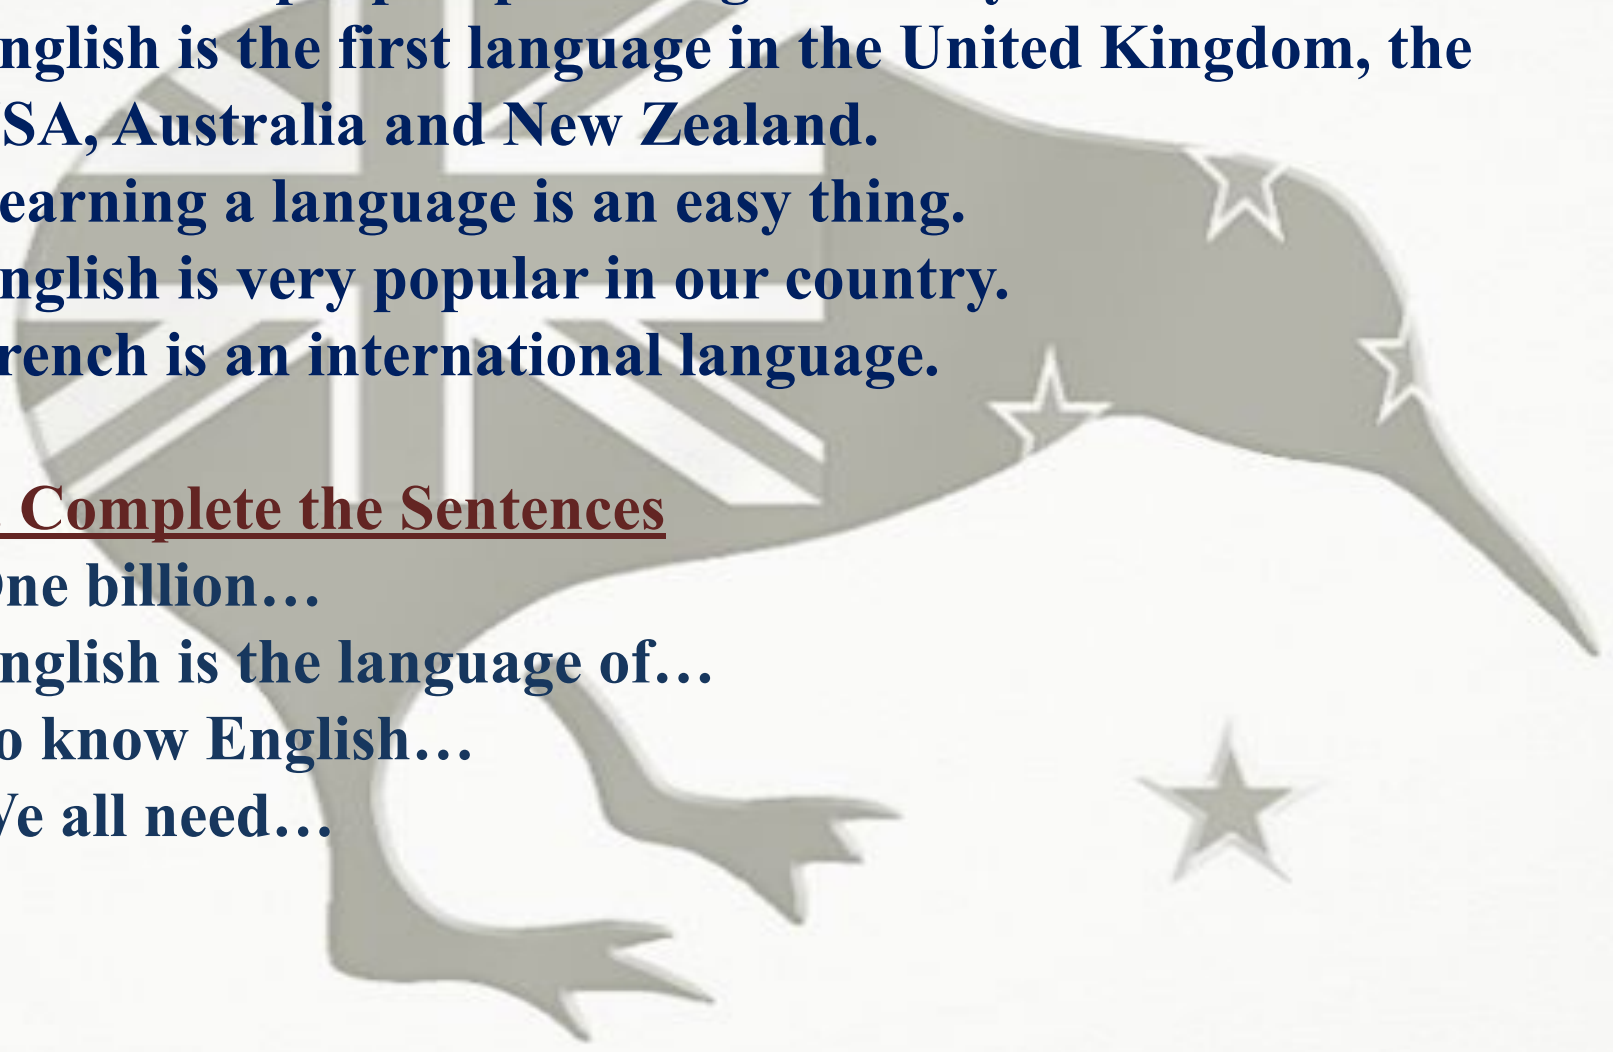 nglish is the first language in the United Kingdom, the
SA, Australia and New Zealand.
earning a language is an easy thing.
nglish is very popular in our country.
rench is an international language.
. Complete the Sentences
ne billion…
nglish is the language of…
o know English…
We all need…